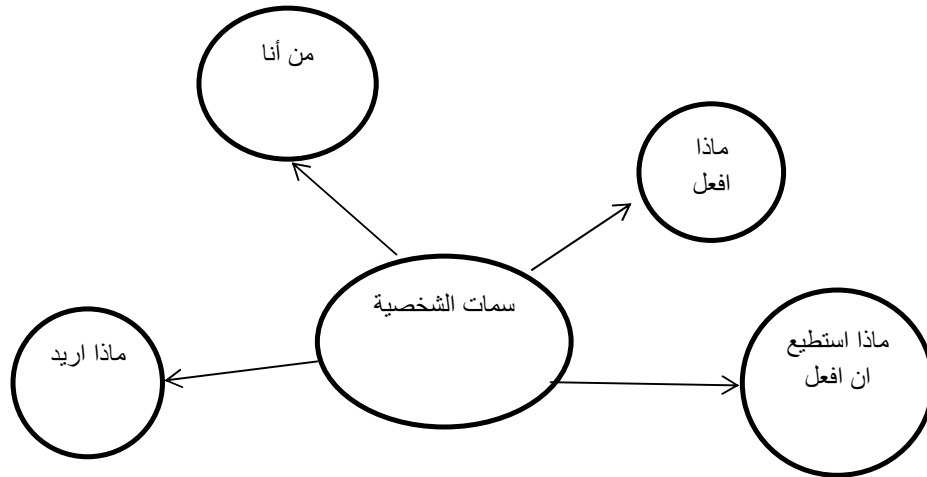 من أنا
ماذا
افعل
سمات الشخصية
ماذا استطيع
ان افعل
ماذا اريد